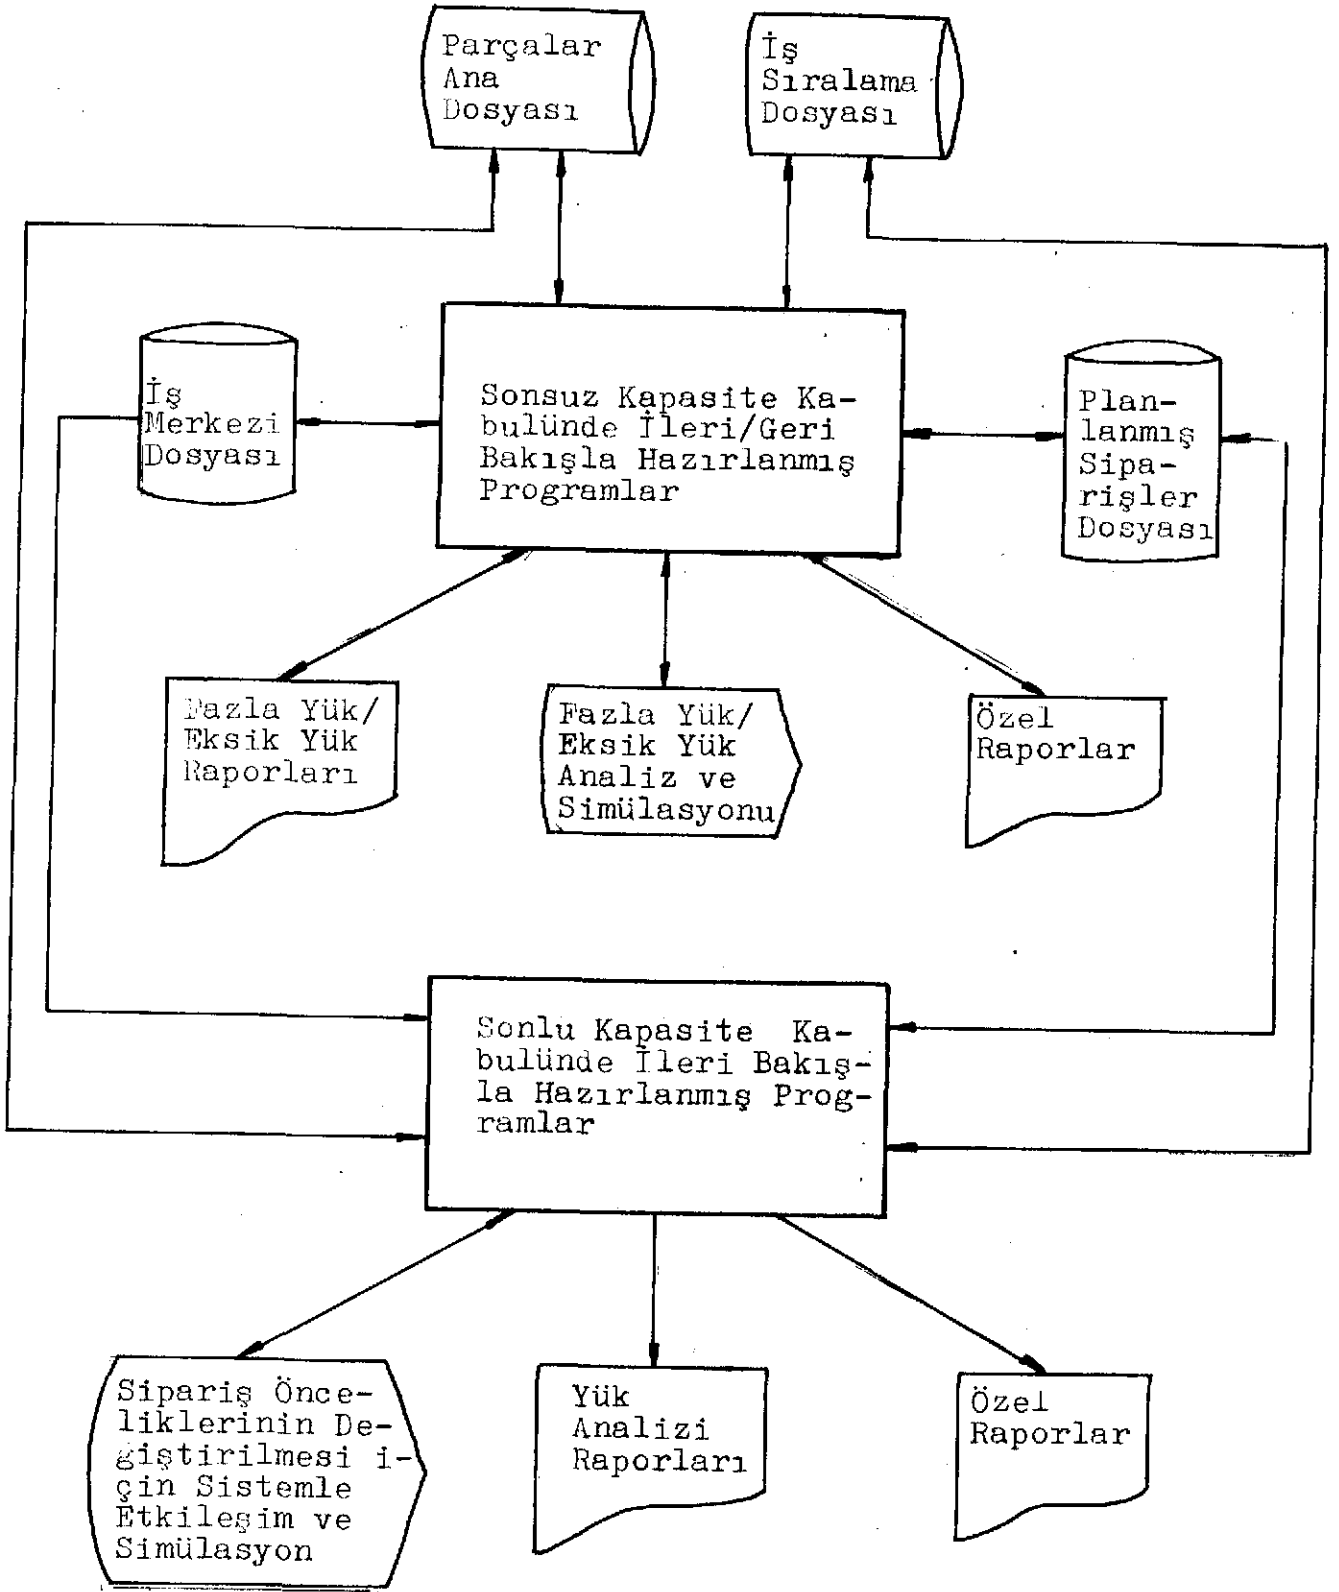 Parçalar
Ana
Dosyası
İş
Sıralama
Dosyası
İş
Merkezi
Dosyası
Sonsuz Kapasite Ka-
bulünde İleri/Geri
Bakışla Hazırlanmış
Programlar
Plan-
lanmış
Sipa-
rişler
Dosyası
Fazla Yük/
Eksik Yük
Raporları
Fazla Yük/
Eksik Yük
Analiz ve
Simülasyonu
Özel
Raporlar
Sonlu Kapasite Ka-
bulünde İleri Bakış-
la Hazırlanmış Prog-
ramlar
Sipariş Önce-
liklerinin De-
giştirilmesi i-
çin Sistemle
Etkileşim ve
Simülasyon
Yük
Analizi
Raporları
Özel
Raporlar